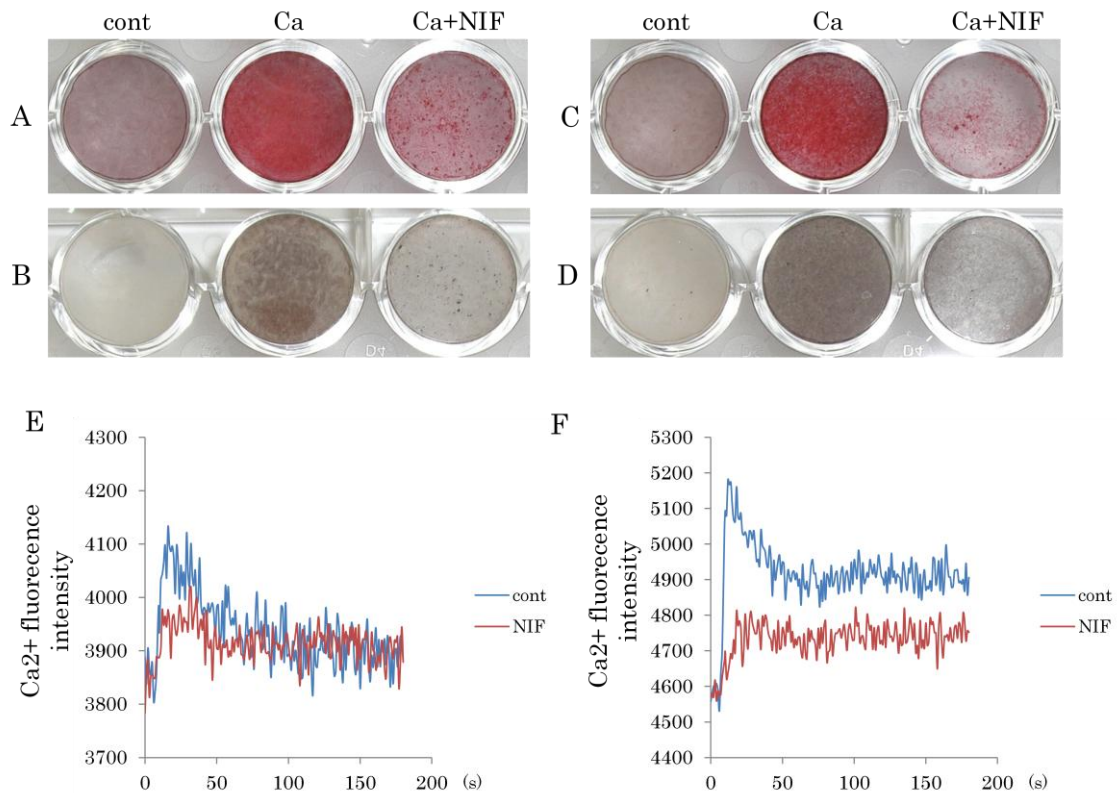 cont Ca Ca+NIF
cont Ca Ca+NIF
A
C
B
D
E
4300
4200
4100
4000
3900
3800
3700
0 50 100 150 200 (s)
Ca2+ fluorecence
intensity
cont
NIF
F
5300
5200
5100
5000
4900
4800
4700
4600
4500
4400
0 50 100 150 200 (s)
Ca2+ fluorecence
intensity
cont
NIF